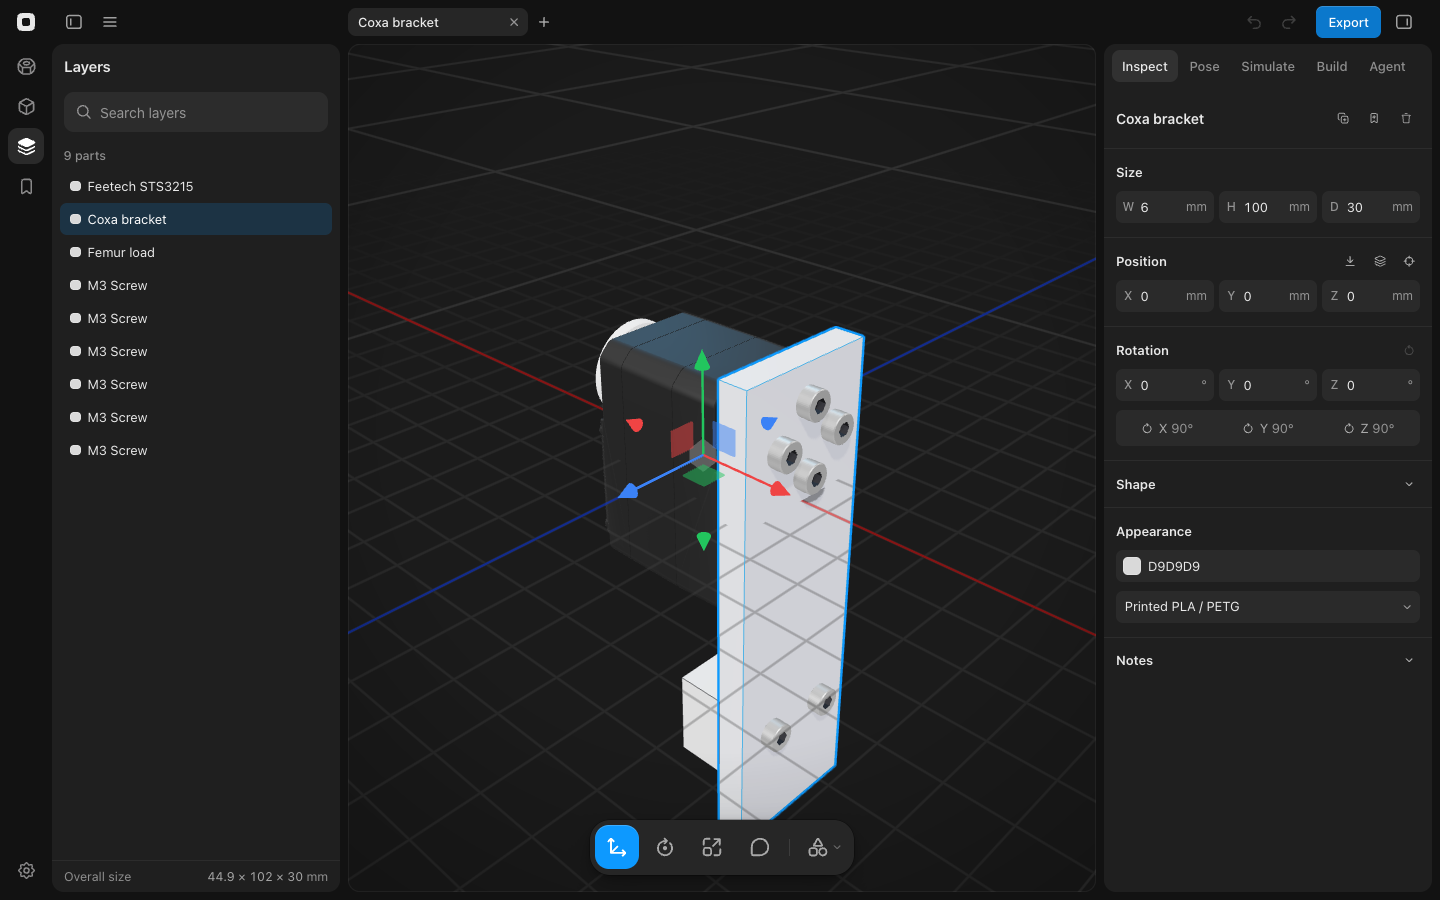 Coxa bracket
Export
Layers
Search layers
9 parts
Feetech STS3215
Coxa bracket
Femur load
M3 Screw
M3 Screw
M3 Screw
M3 Screw
M3 Screw
M3 Screw
Overall size 44.9 × 102 × 30 mm
Inspect Pose Simulate Build Agent
Coxa bracket
Size
W 6 mm H 100 mm D 30 mm
Position
X 0 mm Y 0 mm Z 0 mm
Rotation
X 0 ° Y 0 ° Z 0 °
X 90° Y 90° Z 90°
Shape
Appearance
D9D9D9
Printed PLA / PETG
Notes